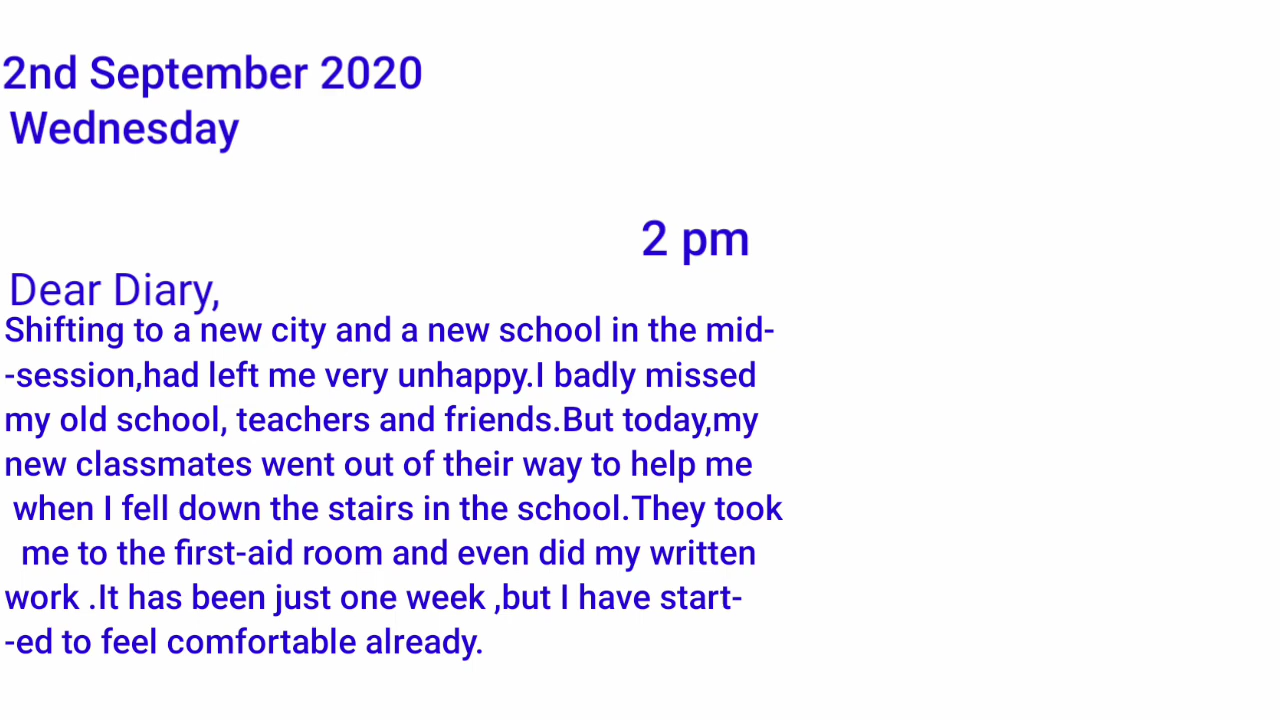 2nd September 2020
Wednesday
2 pm
Dear Diary,
Shifting to a new city and a new school in the mid-
-session,had left me very unhappy.I badly missed
my old school, teachers and friends.But today,my
new classmates went out of their way to help me
when I fell down the stairs in the school.They took
me to the first-aid room and even did my written
work .It has been just one week ,but I have start-
-ed to feel comfortable already.